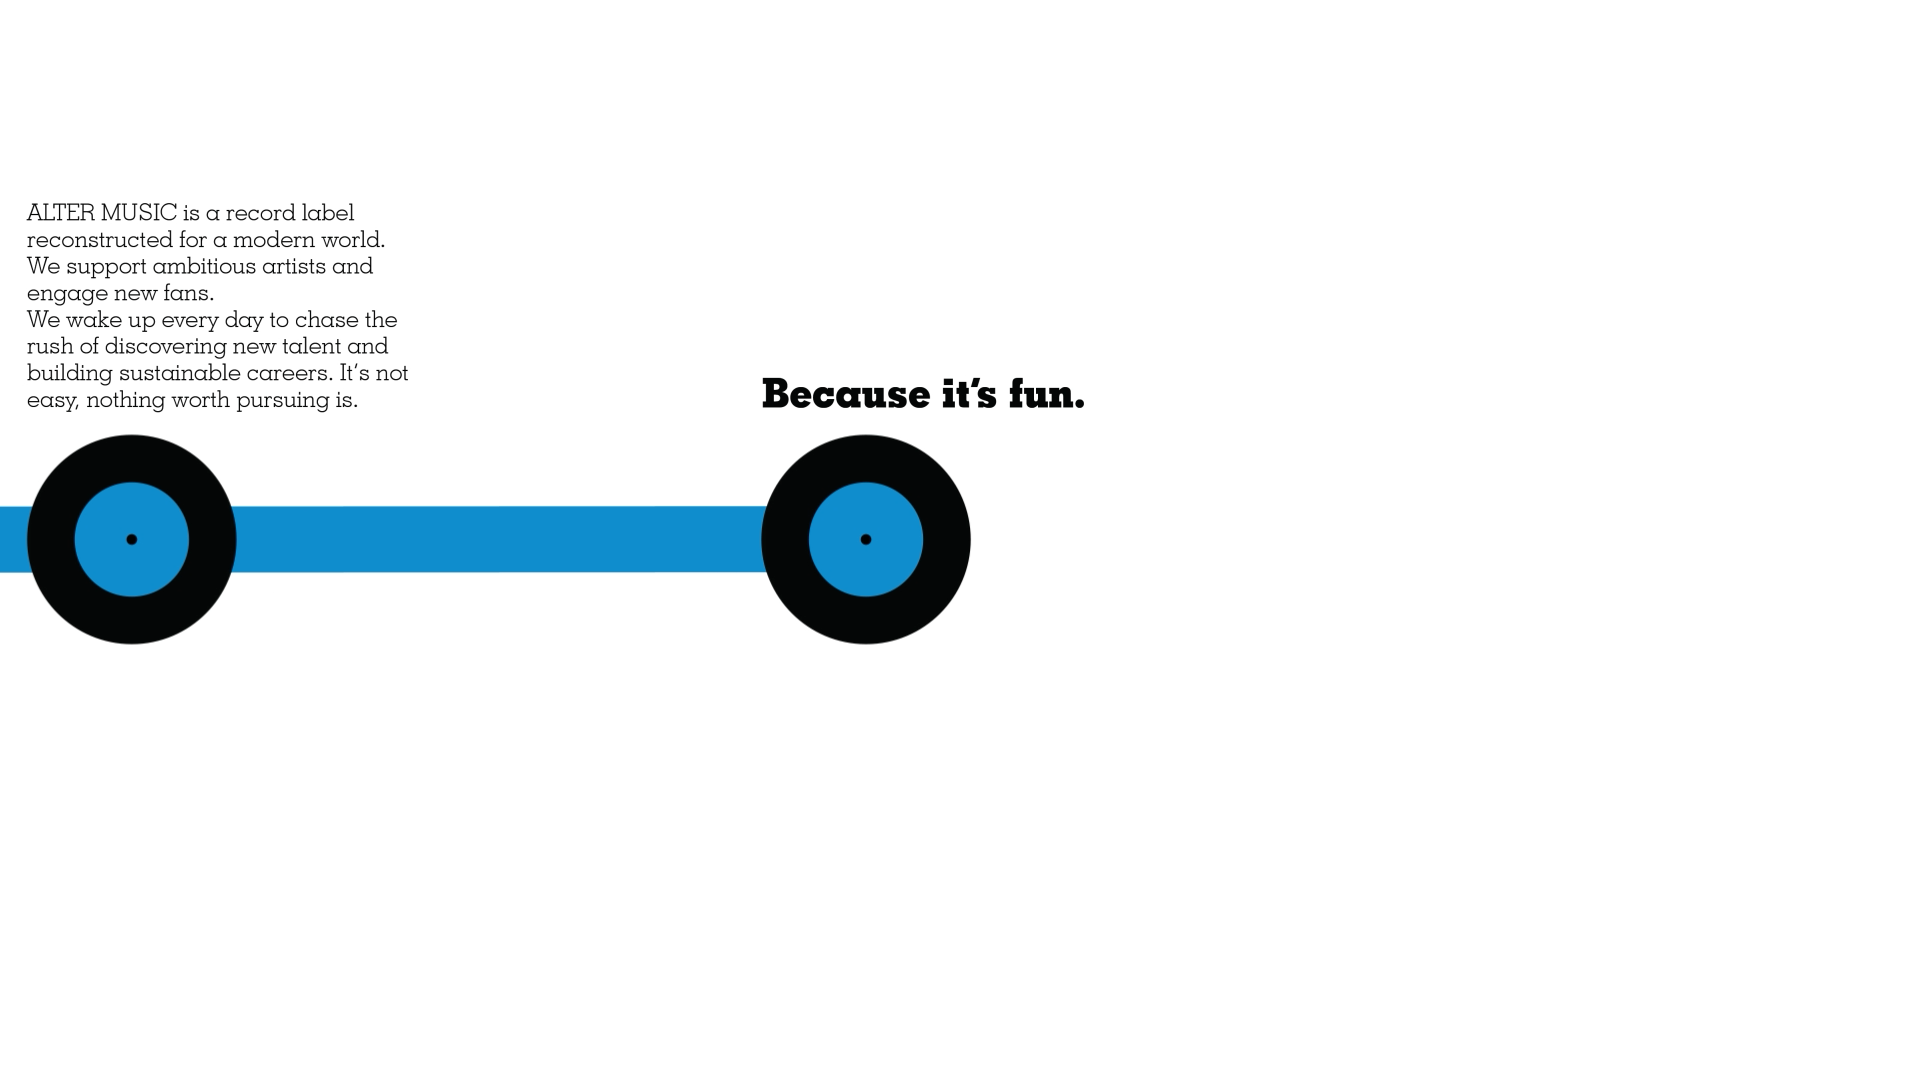 ALTER MUSIC is a record label
reconstructed for a modern world.
We support ambitious artists and
engage new fans.
We wake up every day to chase the
rush of discovering new talent and
building sustainable careers. It’s not
easy, nothing worth pursuing is.
Because it’s fun.